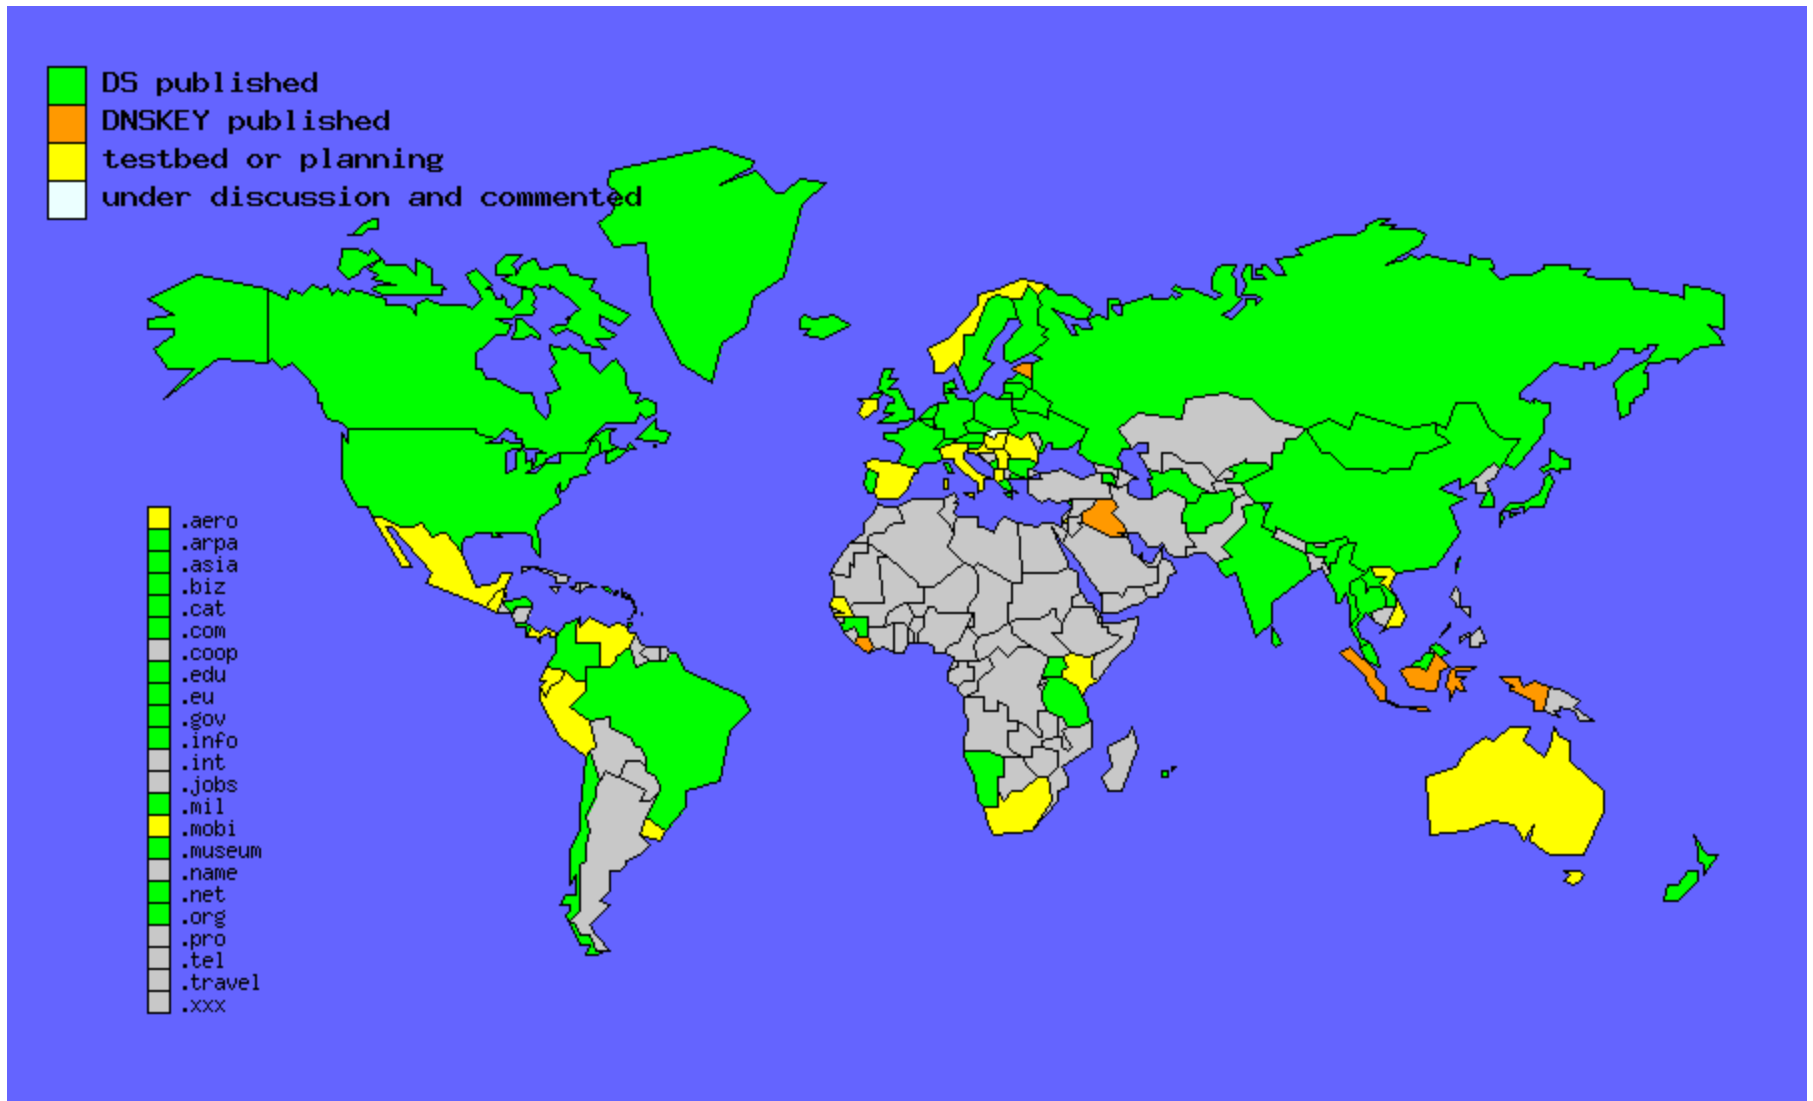 DS published
DNSKEY published
testbed or planning
under discussion and commented
.aero
.arpa
.asia
.biz
.cat
.com
.coop
.edu
.eu
.gov
.info
.int
.jobs
.mil
.mobi
.museum
.name
.net
.org
.pro
.tel
.travel
.xxx